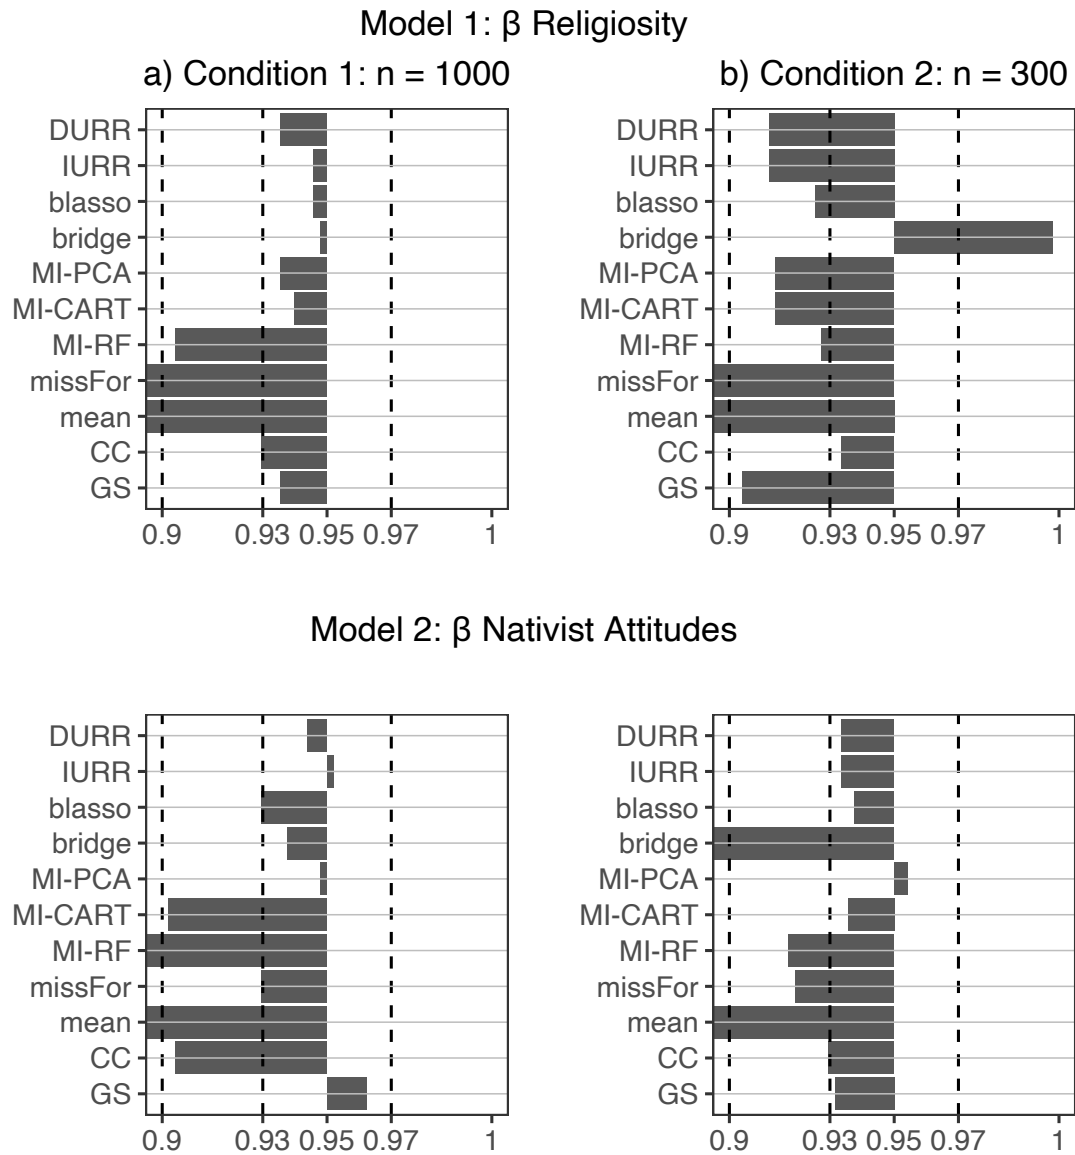 Model 1: β Religiosity
a) Condition 1: n = 1000
b) Condition 2: n = 300
DURR
IURR
blasso
bridge
MI-PCA
MI-CART
MI-RF
missFor
mean
CC
GS
0.9 0.93 0.95 0.97 1
DURR
IURR
blasso
bridge
MI-PCA
MI-CART
MI-RF
missFor
mean
CC
GS
0.9 0.93 0.95 0.97 1
Model 2: β Nativist Attitudes
DURR
IURR
blasso
bridge
MI-PCA
MI-CART
MI-RF
missFor
mean
CC
GS
0.9 0.93 0.95 0.97 1
DURR
IURR
blasso
bridge
MI-PCA
MI-CART
MI-RF
missFor
mean
CC
GS
0.9 0.93 0.95 0.97 1